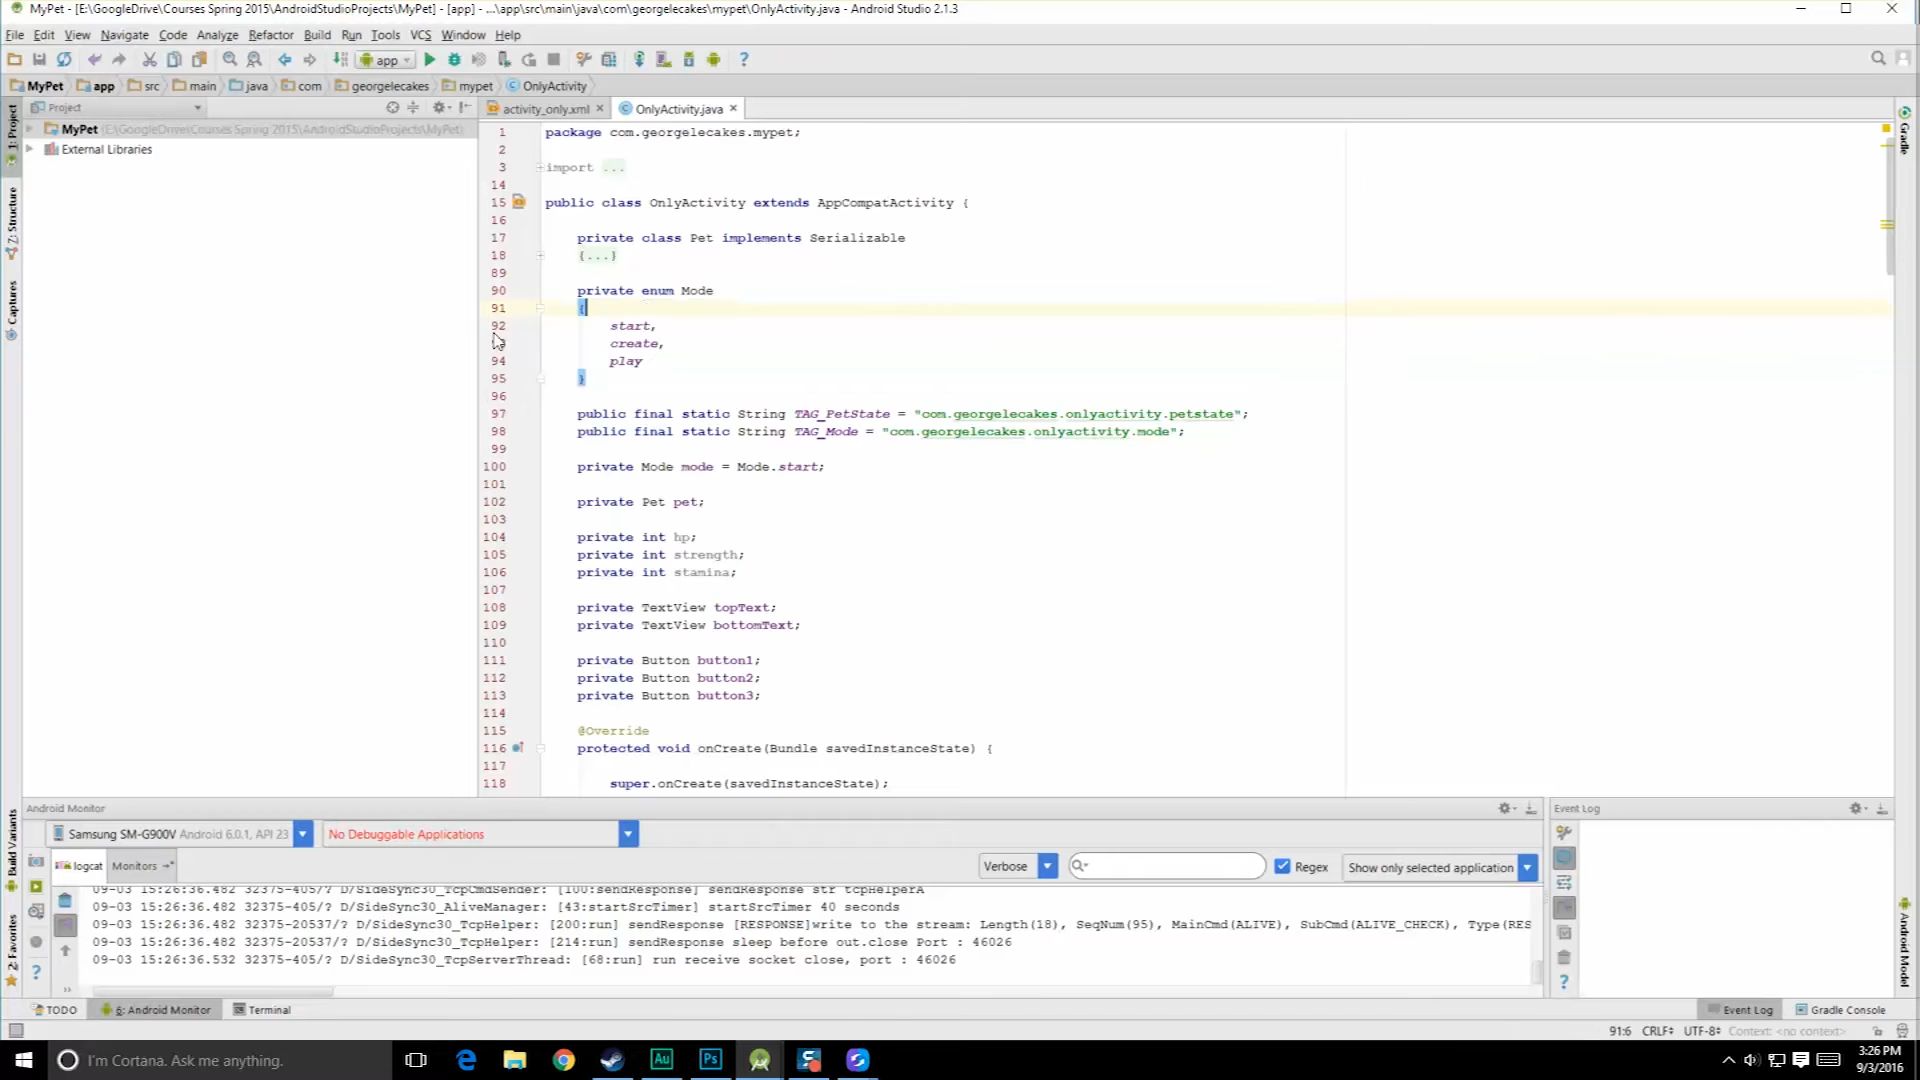 MyPet - [E:\GoogleDrive\Courses Spring 2015\AndroidStudioProjects\MyPet] - [app] - ...\app\src\main\java\com\georgelecakes\mypet\OnlyActivity.java - Android Studio 2.1.3
File Edit View Navigate Code Analyze Refactor Build Run Tools VCS Window Help
app
MyPet app src main java com georgelecakes mypet OnlyActivity
Project
activity_only.xml OnlyActivity.java
MyPet (E:\GoogleDrive\Courses Spring 2015\AndroidStudioProjects\MyPet)
External Libraries
1: Project
7: Structure
Captures
Build Variants
2: Favorites
Gradle
Android Model
1 package com.georgelecakes.mypet;
2
3 import ...
14
15 public class OnlyActivity extends AppCompatActivity {
16
17 private class Pet implements Serializable
18 {...}
89
90 private enum Mode
91 {
92 start,
create,
94 play
95 }
96
97 public final static String TAG_PetState = "com.georgelecakes.onlyactivity.petstate";
98 public final static String TAG_Mode = "com.georgelecakes.onlyactivity.mode";
99
100 private Mode mode = Mode.start;
101
102 private Pet pet;
103
104 private int hp;
105 private int strength;
106 private int stamina;
107
108 private TextView topText;
109 private TextView bottomText;
110
111 private Button button1;
112 private Button button2;
113 private Button button3;
114
115 @Override
116 protected void onCreate(Bundle savedInstanceState) {
117
118 super.onCreate(savedInstanceState);
Android Monitor
Event Log
Samsung SM-G900V Android 6.0.1, API 23 No Debuggable Applications
logcat Monitors Verbose Regex Show only selected application
09-03 15:26:36.482 32375-405/? D/SideSync30_TcpCmdSender: [100:sendResponse] sendResponse str tcpHelperA
09-03 15:26:36.482 32375-405/? D/SideSync30_AliveManager: [43:startSrcTimer] startSrcTimer 40 seconds
09-03 15:26:36.482 32375-20537/? D/SideSync30_TcpHelper: [200:run] sendResponse [RESPONSE]write to the stream: Length(18), SeqNum(95), MainCmd(ALIVE), SubCmd(ALIVE_CHECK), Type(RES
09-03 15:26:36.482 32375-20537/? D/SideSync30_TcpHelper: [214:run] sendResponse sleep before out.close Port : 46026
09-03 15:26:36.532 32375-405/? D/SideSync30_TcpServerThread: [68:run] run receive socket close, port : 46026
TODO 6: Android Monitor Terminal Event Log Gradle Console
91:6 CRLF UTF-8 Context: <no context>
I'm Cortana. Ask me anything.
Au Ps
3:26 PM
9/3/2016